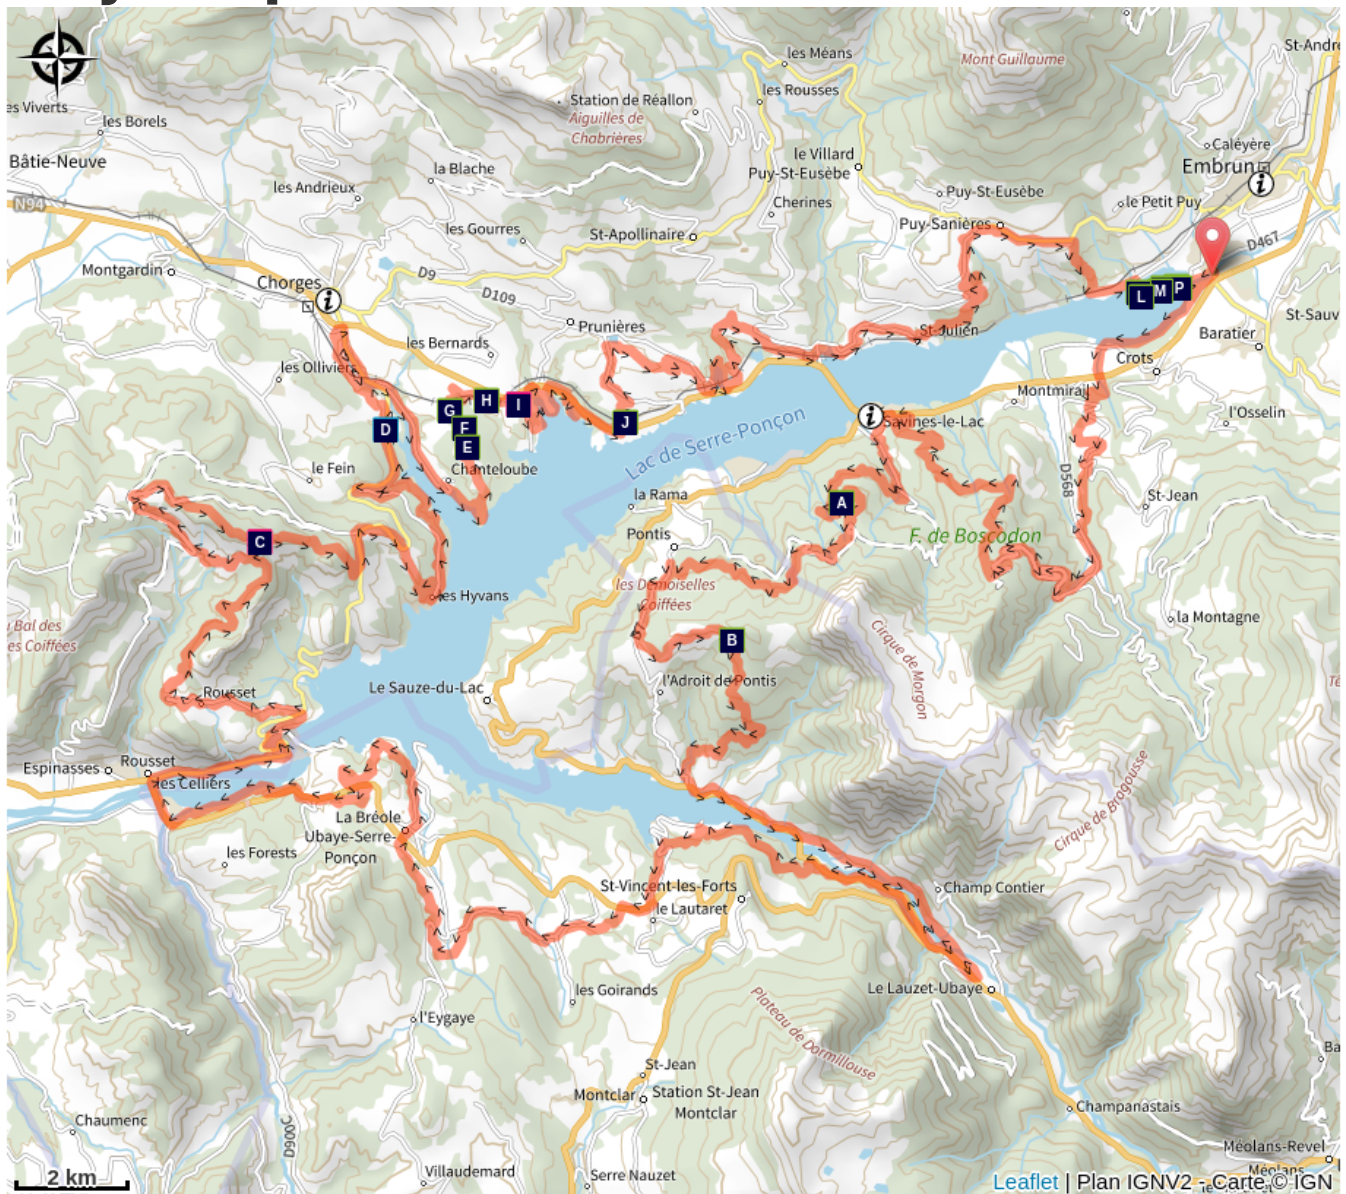 les Méans
St-André
Mont Guillaume
les Rousses
Station de Réallon
Aiguilles de
Chabrières
es Viverts
les Borels
Caléyère
Bâtie-Neuve
la Blache
le Villard
Embrun
Puy-St-Eusèbe
les Andrieux
Puy-St-Eusèbe
Cherines
le Petit Puy
N94
les Gourres
St-Apollinaire
Puy-Sanières
D467
Montgardin
D9
Chorges
D109
L
M
P
St-Sauv
Prunières
St-Julien
Baratier
les Bernards
Crots
les Olliviers
Montmirail
G
H
I
J
l'Osselin
D
F
Savines-le-Lac
Lac de Serre-Ponçon
E
le Fein
Chanteloube
D568
la Rama
St-Jean
A
Pontis
F. de Boscodon
C
les Demoiselles
Coiffées
les Hyvans
la Montagne
u Bal des
es Coiffées
Cirque de Morgon
B
l'Adroit de Pontis
Le Sauze-du-Lac
Rousset
Espinasses
Rousset
les Celliers
Cirque de Bragousse
La Bréole
Ubaye-Serre-
Ponçon
les Forests
St-Vincent-les-Forts
Champ Contier
le Lautaret
Le Lauzet-Ubaye
les Goirands
Plateau de Dormillouse
l'Eygaye
St-Jean
Ba
Montclar
Station St-Jean
Montclar
Champanastais
Chaumenc
D900C
Méolans-Revel
Villaudemard
Serre Nauzet
Méolans
2 km
Leaflet | Plan IGNV2 - Carte © IGN